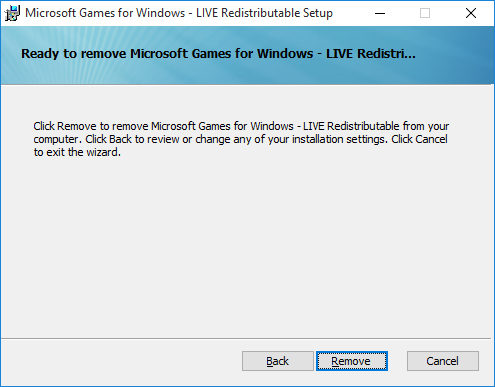 Microsoft Games for Windows - LIVE Redistributable Setup
Ready to remove Microsoft Games for Windows - LIVE Redistri...
Click Remove to remove Microsoft Games for Windows - LIVE Redistributable from your
computer. Click Back to review or change any of your installation settings. Click Cancel
to exit the wizard.
Back
Remove
Cancel